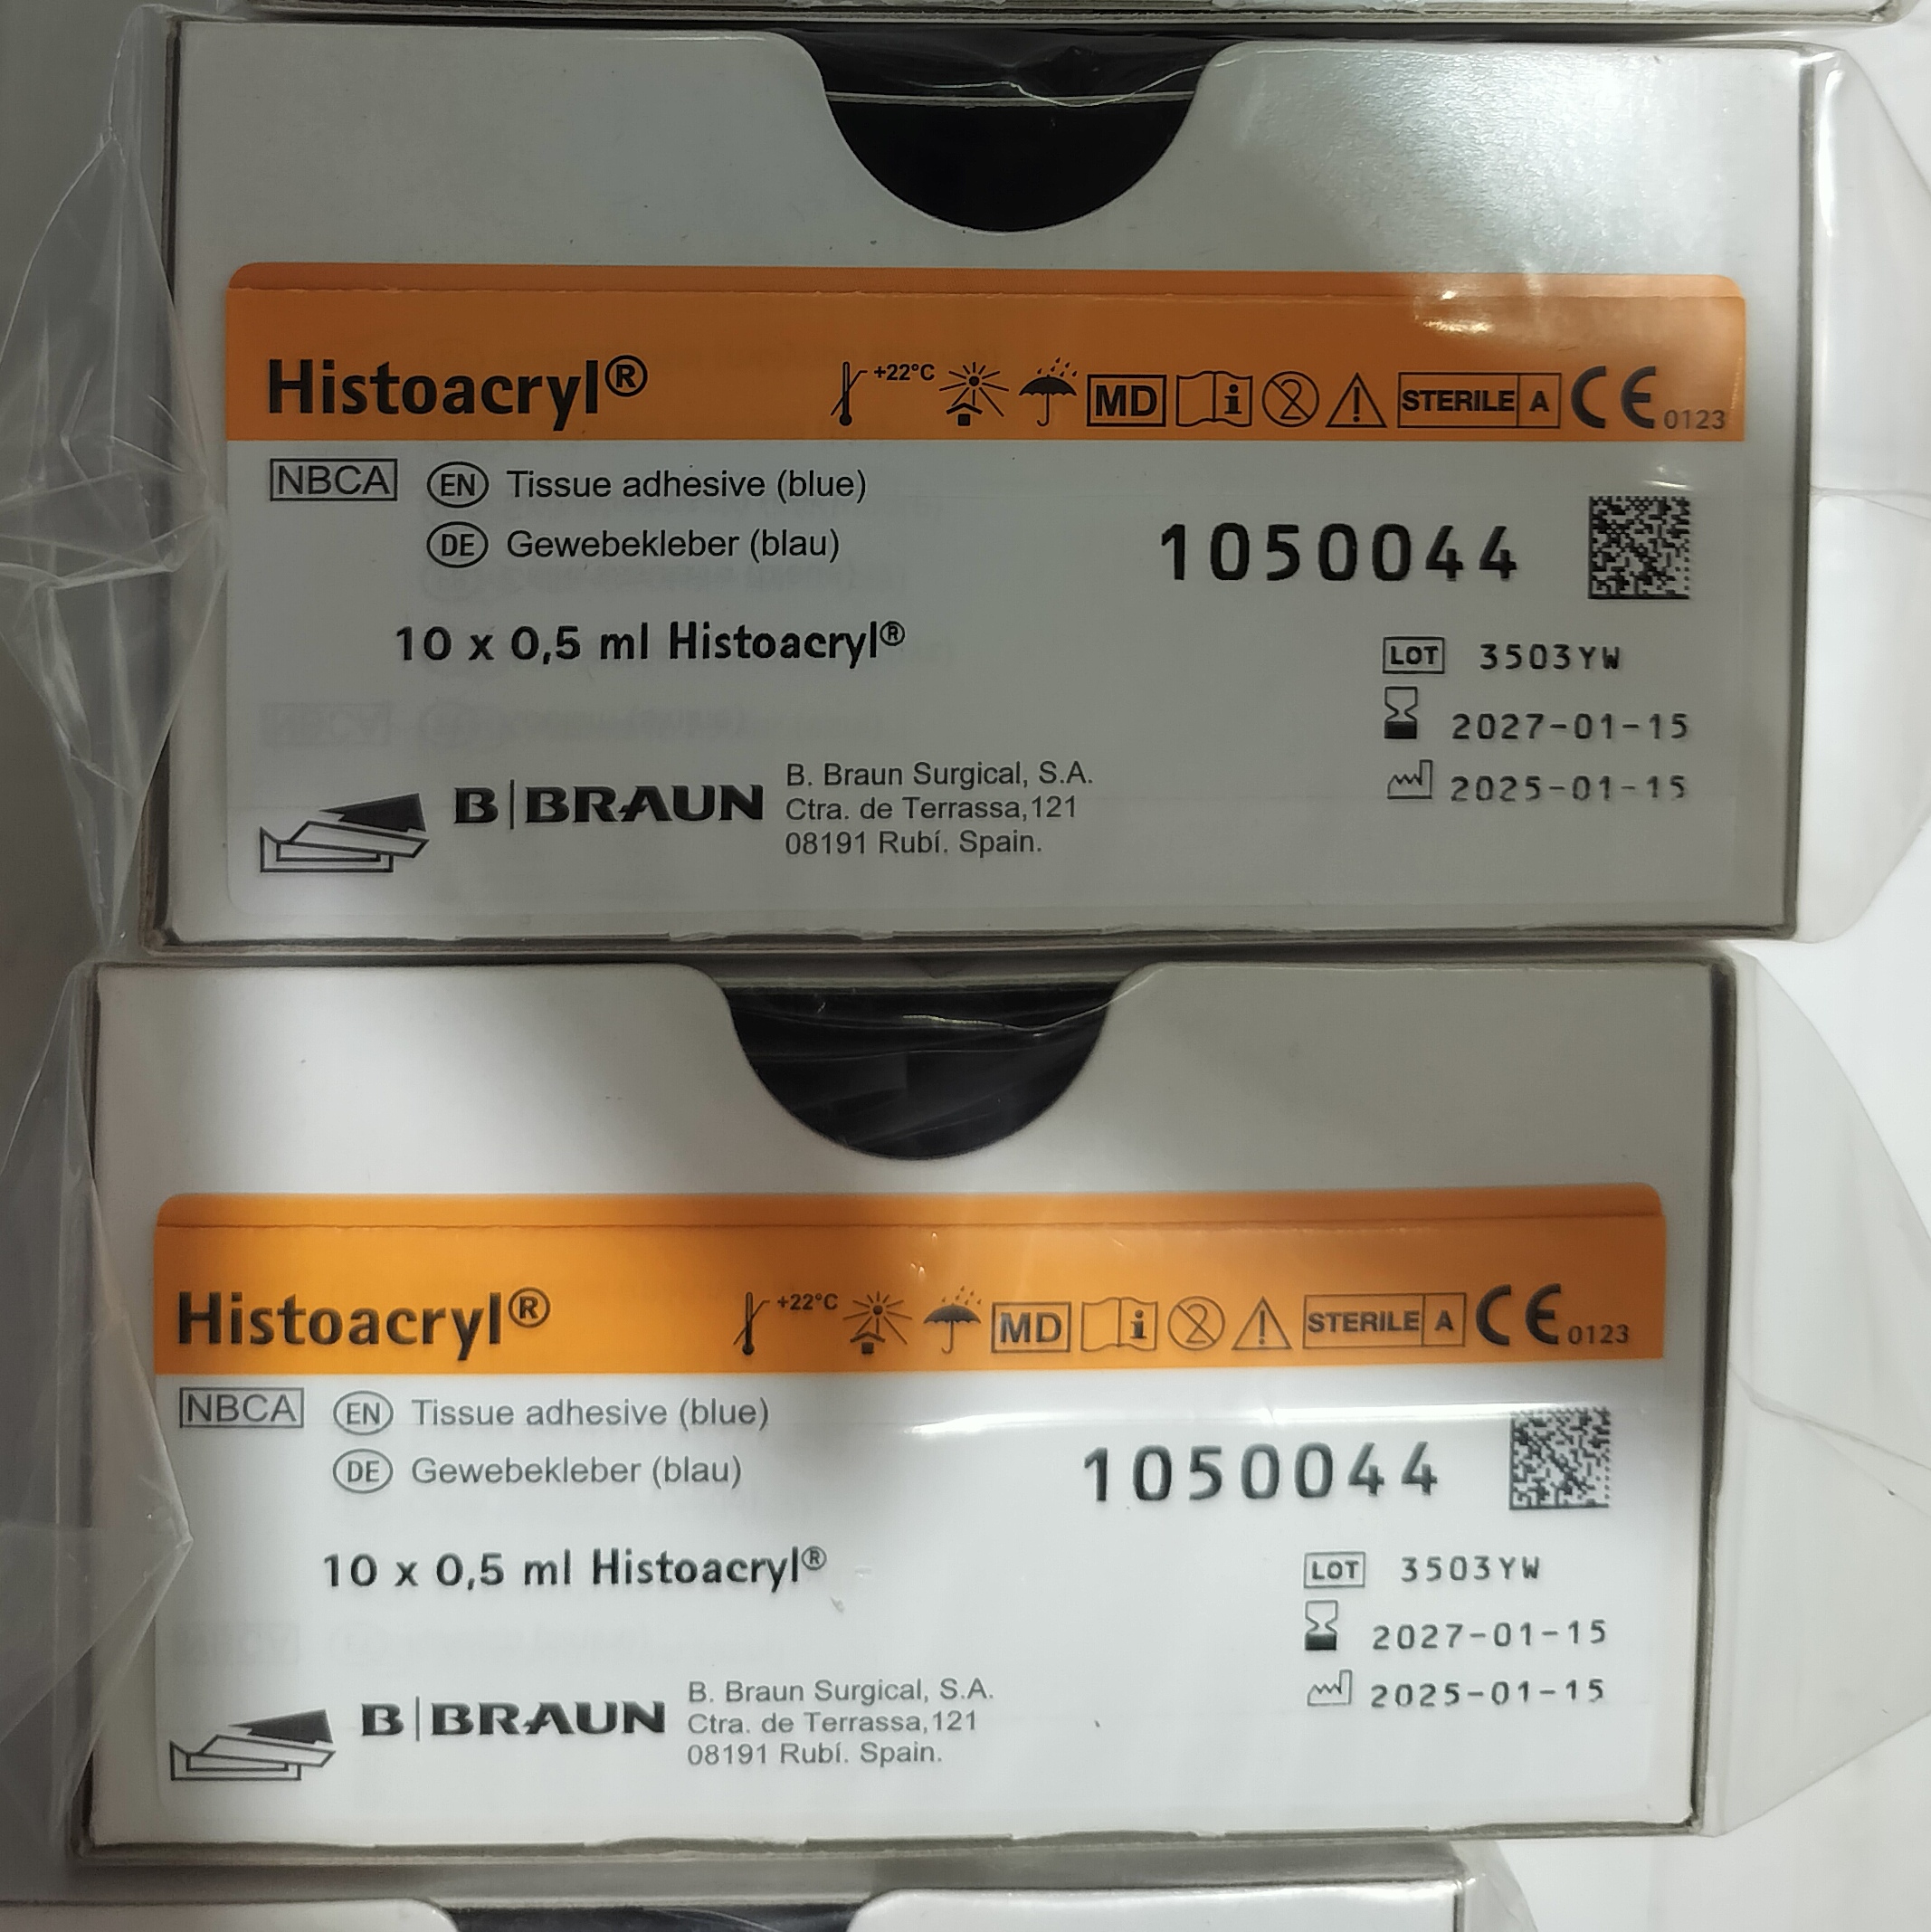 Histoacryl®
+22°C
MD
STERILE A
CE 0123
NBCA EN Tissue adhesive (blue)
DE Gewebekleber (blau)
1050044
10 x 0,5 ml Histoacryl®
LOT 3503YW
2027-01-15
2025-01-15
B|BRAUN
B. Braun Surgical, S.A.
Ctra. de Terrassa,121
08191 Rubí. Spain.
Histoacryl®
+22°C
MD
STERILE A
CE 0123
NBCA EN Tissue adhesive (blue)
DE Gewebekleber (blau)
1050044
10 x 0,5 ml Histoacryl®
LOT 3503YW
2027-01-15
2025-01-15
B|BRAUN
B. Braun Surgical, S.A.
Ctra. de Terrassa,121
08191 Rubí. Spain.